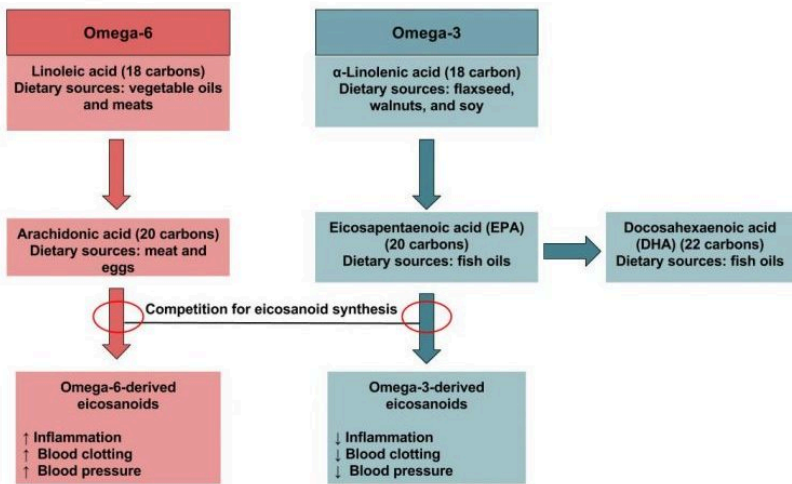 Omega-6
Linoleic acid (18 carbons)
Dietary sources: vegetable oils
and meats
Omega-3
α-Linolenic acid (18 carbon)
Dietary sources: flaxseed,
walnuts, and soy
Arachidonic acid (20 carbons)
Dietary sources: meat and
eggs
Eicosapentaenoic acid (EPA)
(20 carbons)
Dietary sources: fish oils
Docosahexaenoic acid
(DHA) (22 carbons)
Dietary sources: fish oils
Competition for eicosanoid synthesis
Omega-6-derived
eicosanoids
↑ Inflammation
↑ Blood clotting
↑ Blood pressure
Omega-3-derived
eicosanoids
↓ Inflammation
↓ Blood clotting
↓ Blood pressure